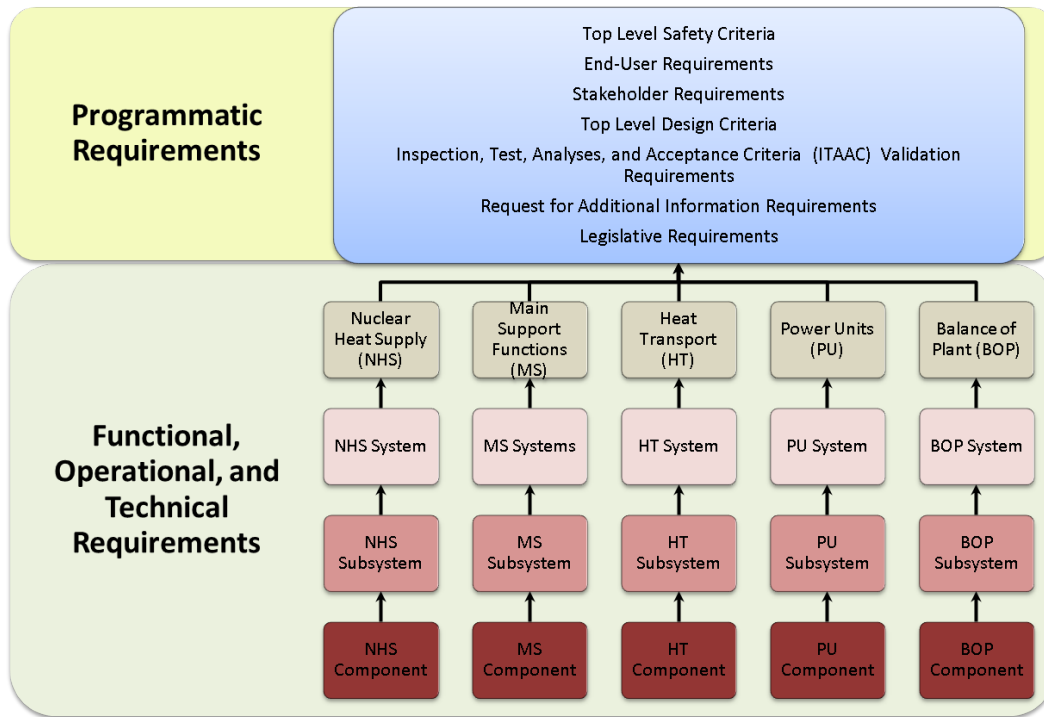 Programmatic
Requirements
Top Level Safety Criteria
End-User Requirements
Stakeholder Requirements
Top Level Design Criteria
Inspection, Test, Analyses, and Acceptance Criteria (ITAAC) Validation
Requirements
Request for Additional Information Requirements
Legislative Requirements
Functional,
Operational, and
Technical
Requirements
Nuclear
Heat Supply
(NHS)
Main
Support
Functions
(MS)
Heat
Transport
(HT)
Power Units
(PU)
Balance of
Plant (BOP)
NHS System
MS Systems
HT System
PU System
BOP System
NHS
Subsystem
MS
Subsystem
HT
Subsystem
PU
Subsystem
BOP
Subsystem
NHS
Component
MS
Component
HT
Component
PU
Component
BOP
Component